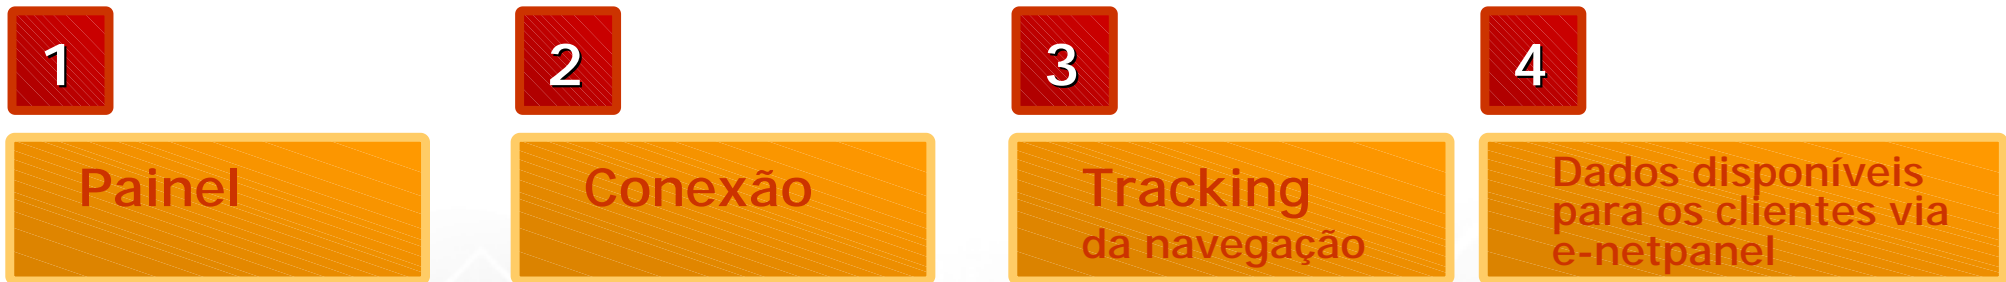 1
2
3
4
Painel
Conexão
Tracking
da navegação
Dados disponíveis
para os clientes via
e-netpanel